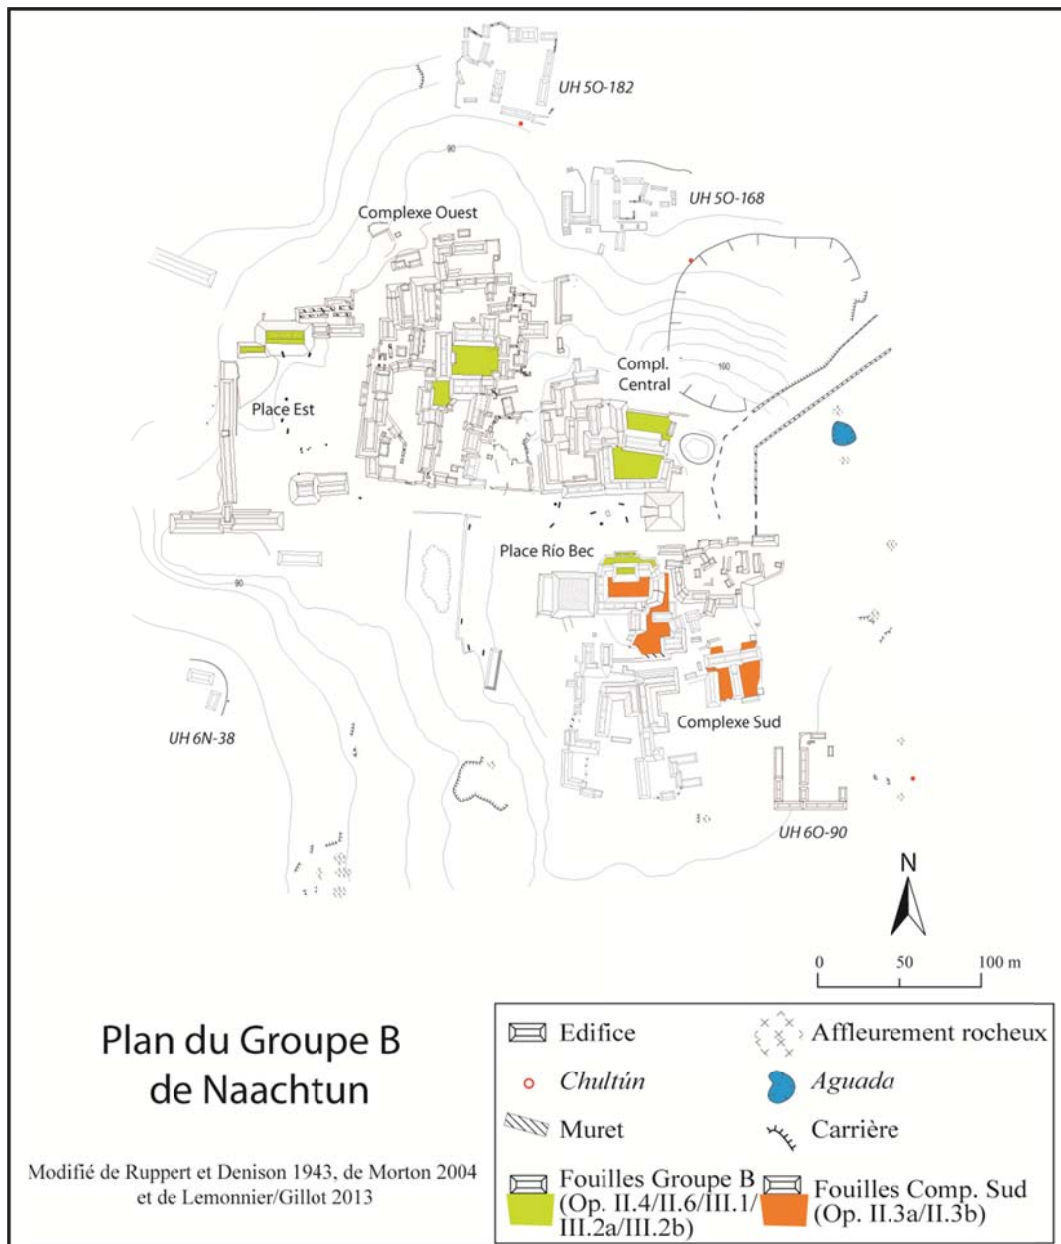 UH 5O-182
90
UH 5O-168
Complexe Ouest
Compl.
Central
100
Place Est
Place Río Bec
90
UH 6N-38
Complexe Sud
UH 6O-90
N
0 50 100 m
Plan du Groupe B
de Naachtun
Modifié de Ruppert et Denison 1943, de Morton 2004
et de Lemonnier/Gillot 2013
Edifice
Affleurement rocheux
Chultún
Aguada
Muret
Carrière
Fouilles Groupe B
(Op. II.4/II.6/III.1/
III.2a/III.2b)
Fouilles Comp. Sud
(Op. II.3a/II.3b)